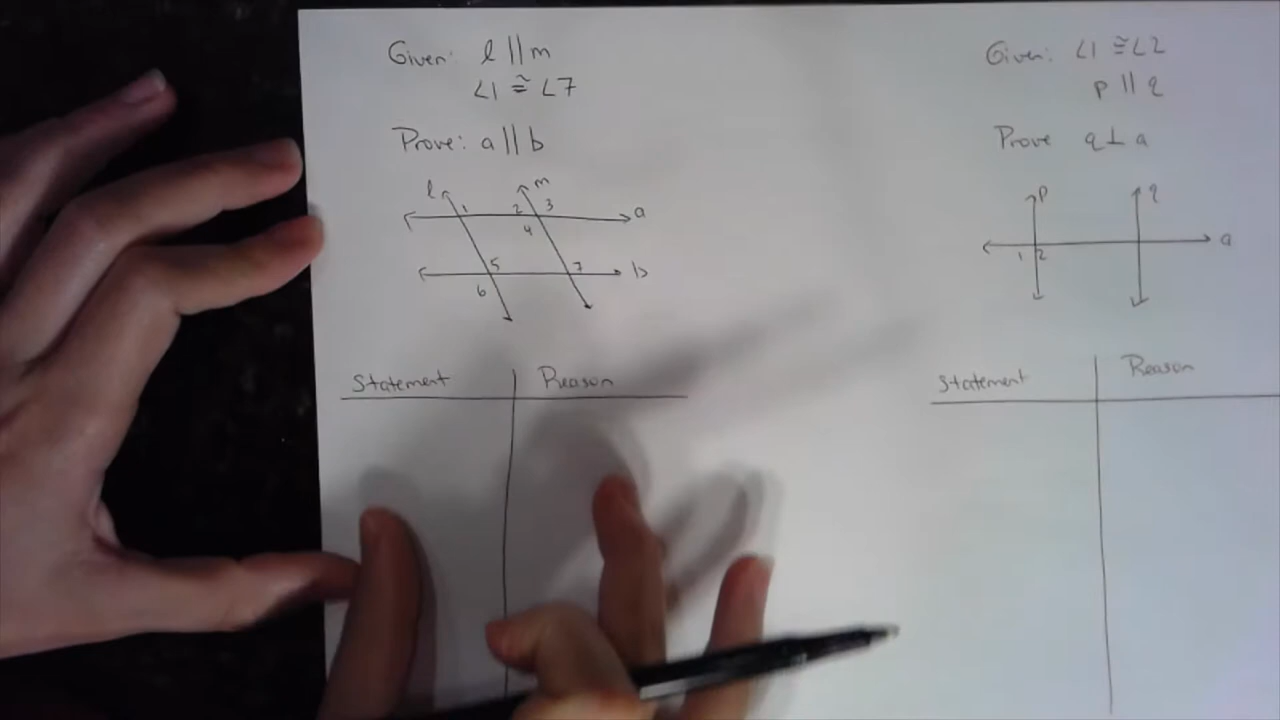 Given: l || m
∠1 ≅ ∠7
Prove: a || b
l m
1 2 3 a
4
5 7 b
6
Statement Reason
Given: ∠1 ≅ ∠2
p || q
Prove q ⊥ a
p q
a
1 2
Statement Reason